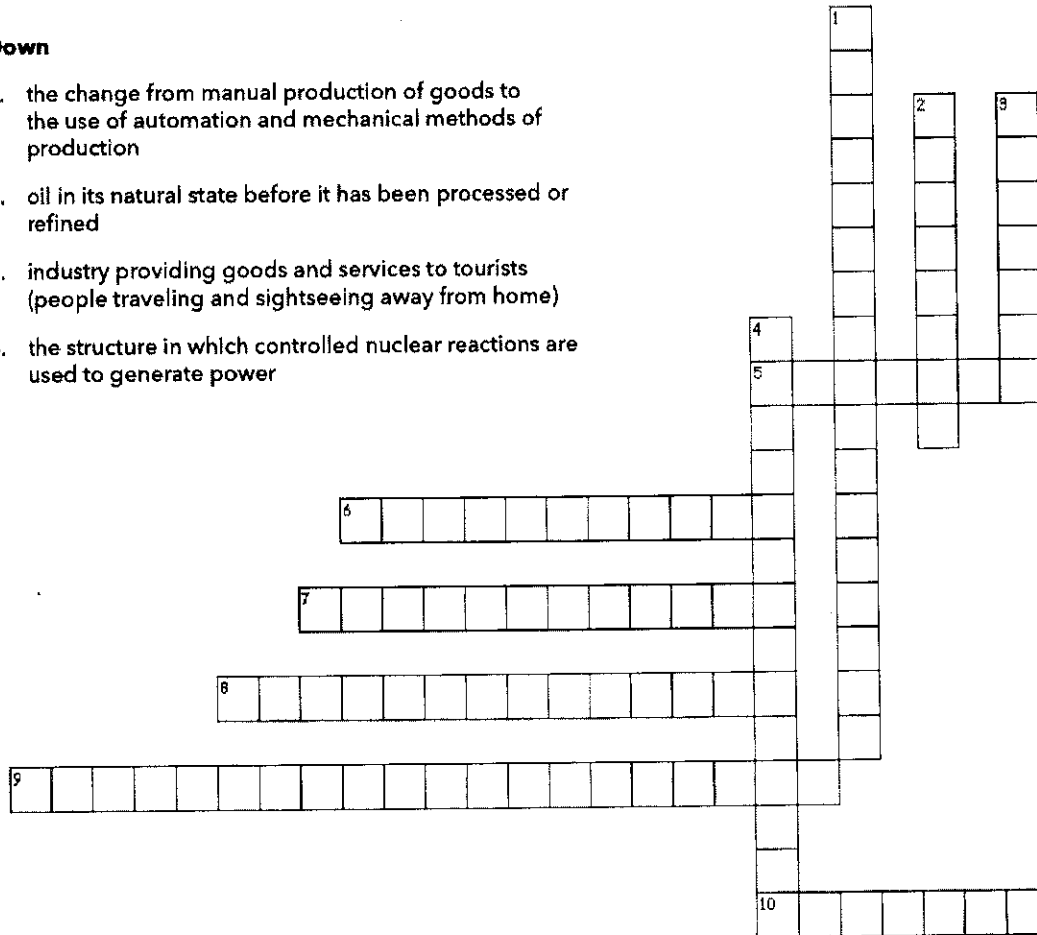 own
. the change from manual production of goods to
the use of automation and mechanical methods of
production
. oil in its natural state before it has been processed or
refined
. industry providing goods and services to tourists
(people traveling and sightseeing away from home)
. the structure in which controlled nuclear reactions are
used to generate power
1
2
3
4
5
6
7
8
9
10